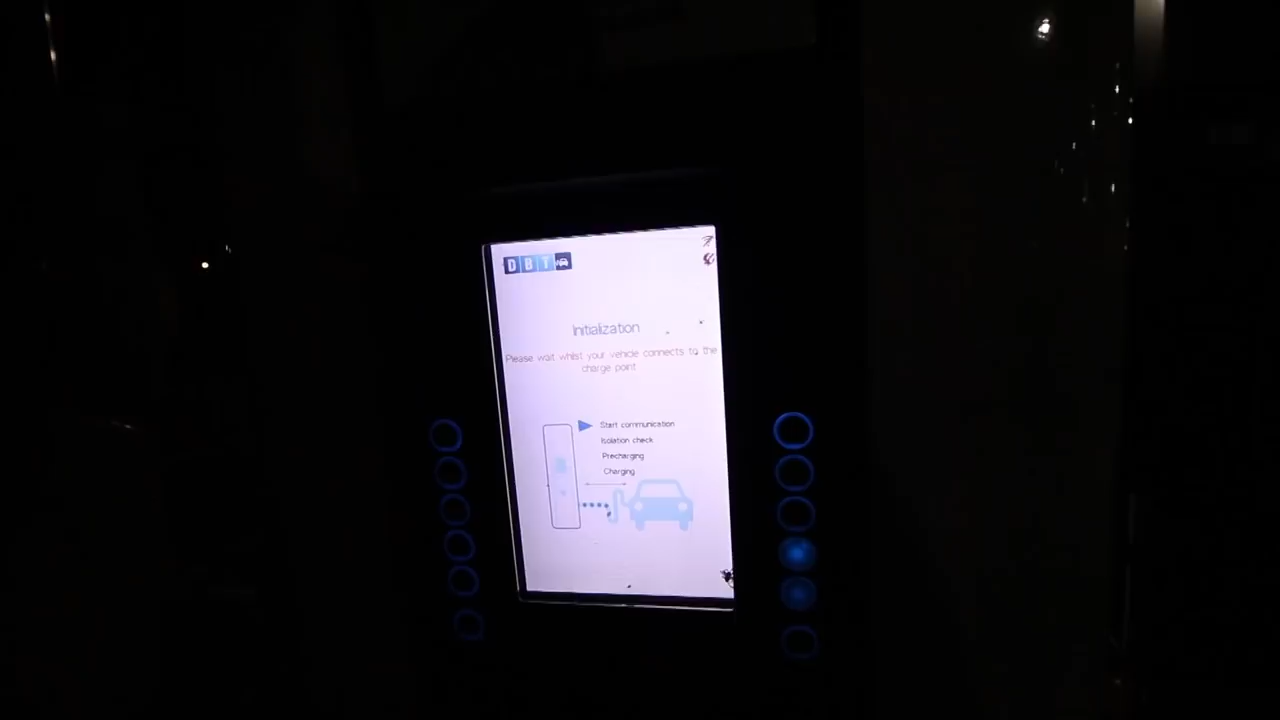 DBT
Initialization
Please wait whilst your vehicle connects to the
charge point
Start communication
Isolation check
Precharging
Charging